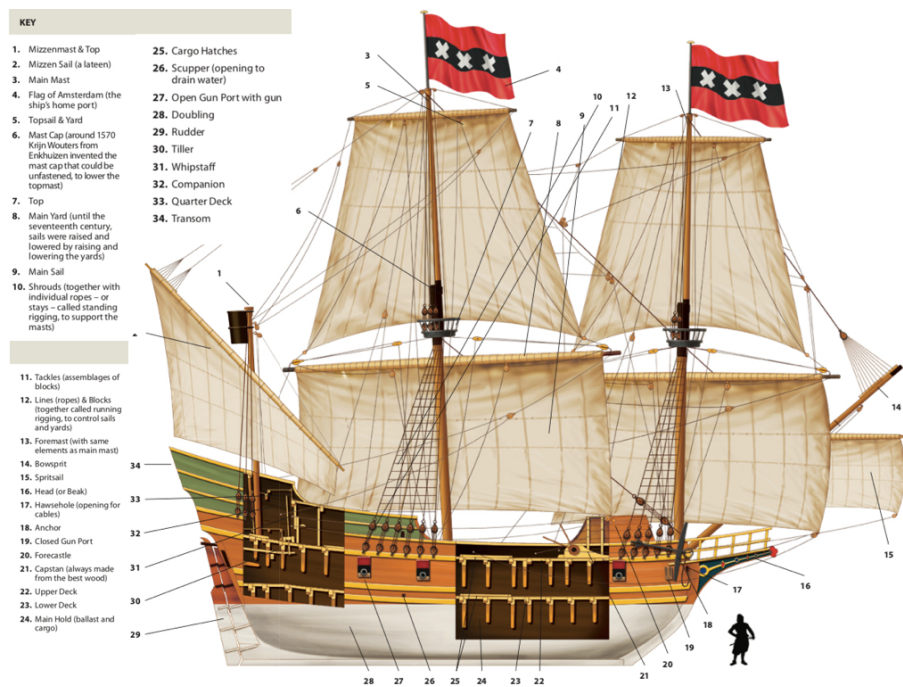 KEY
1. Mizzenmast & Top
2. Mizzen Sail (a lateen)
3. Main Mast
4. Flag of Amsterdam (the
ship's home port)
5. Topsail & Yard
6. Mast Cap (around 1570
Krijn Wouters from
Enkhuizen invented the
mast cap that could be
unfastened, to lower the
topmast)
7. Top
8. Main Yard (until the
seventeenth century,
sails were raised and
lowered by raising and
lowering the yards)
9. Main Sail
10. Shrouds (together with
individual ropes – or
stays – called standing
rigging, to support the
masts)
11. Tackles (assemblages of
blocks)
12. Lines (ropes) & Blocks
(together called running
rigging, to control sails
and yards)
13. Foremast (with same
elements as main mast)
14. Bowsprit
15. Spritsail
16. Head (or Beak)
17. Hawsehole (opening for
cables)
18. Anchor
19. Closed Gun Port
20. Forecastle
21. Capstan (always made
from the best wood)
22. Upper Deck
23. Lower Deck
24. Main Hold (ballast and
cargo)
25. Cargo Hatches
26. Scupper (opening to
drain water)
27. Open Gun Port with gun
28. Doubling
29. Rudder
30. Tiller
31. Whipstaff
32. Companion
33. Quarter Deck
34. Transom
3
4
5
13
10
11
12
7
8
9
6
1
14
34
33
32
31
30
29
15
16
17
18
19
20
21
28
27
26
25
24
23
22